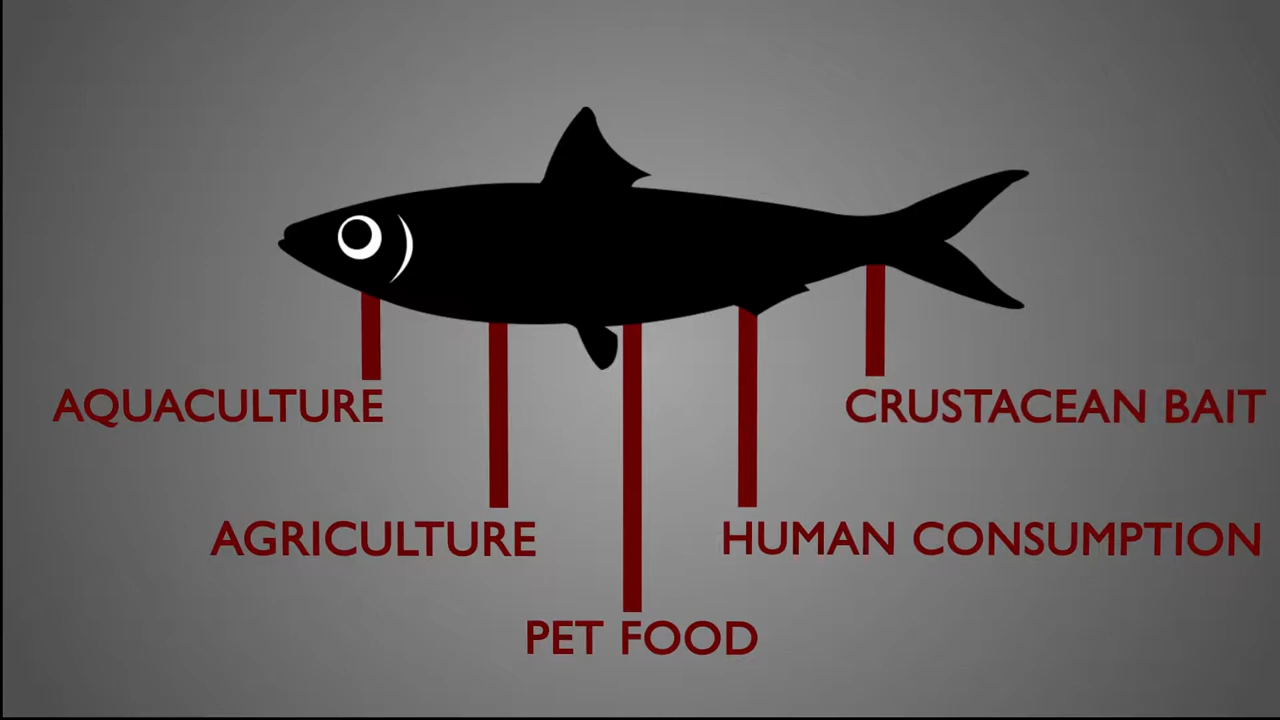 AQUACULTURE
CRUSTACEAN BAIT
AGRICULTURE
HUMAN CONSUMPTION
PET FOOD